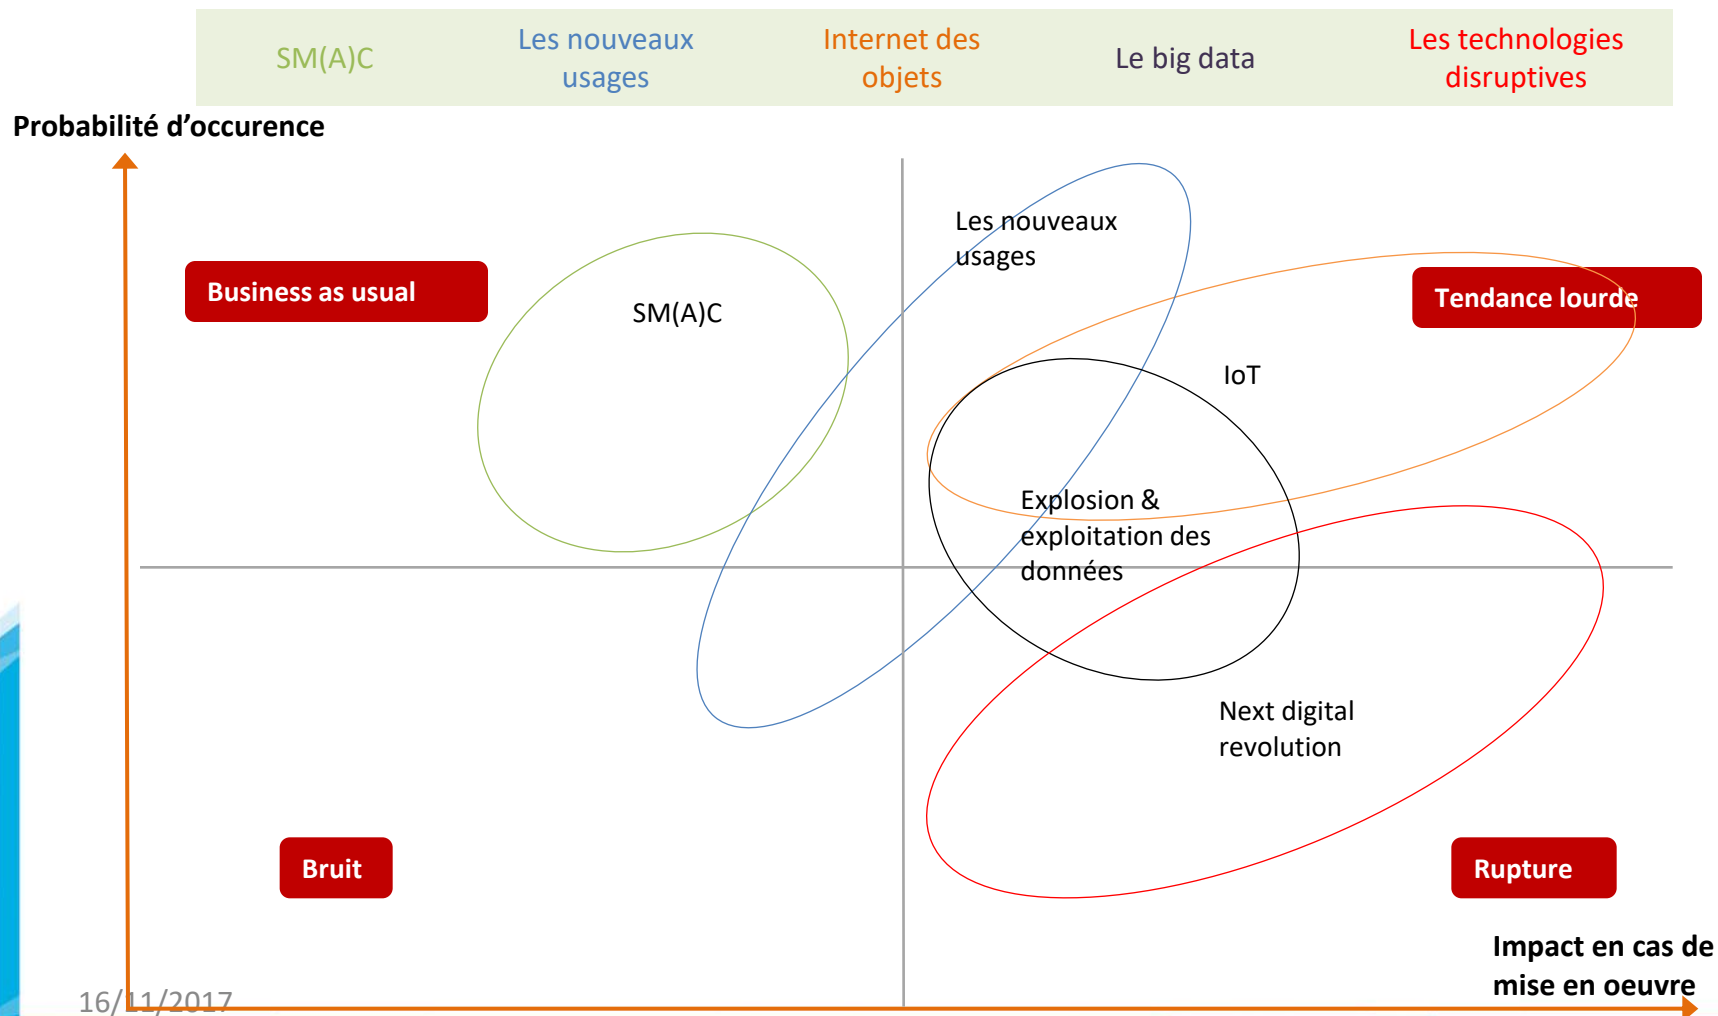 SM(A)C
Les nouveaux
usages
Internet des
objets
Le big data
Les technologies
disruptives
Probabilité d’occurence
Les nouveaux
usages
Business as usual
SM(A)C
Tendance lourde
IoT
Explosion &
exploitation des
données
Next digital
revolution
Bruit
Rupture
Impact en cas de
mise en oeuvre
16/11/2017